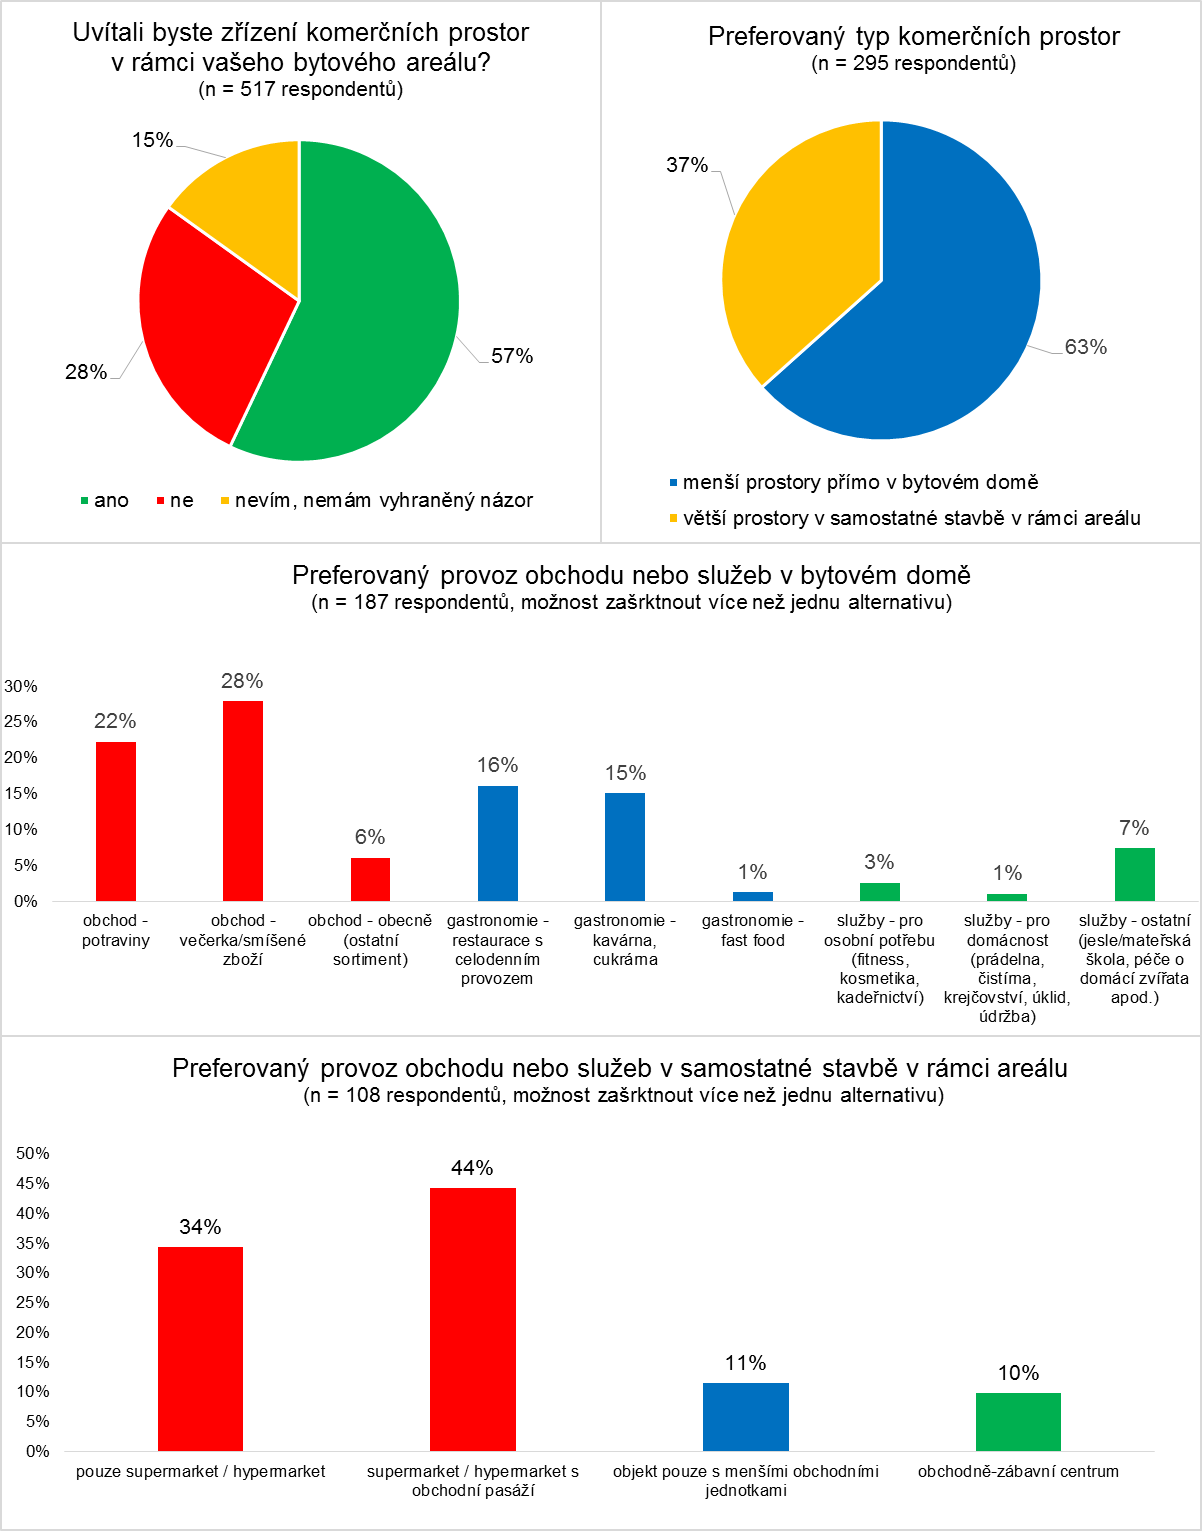 Uvítali byste zřízení komerčních prostor
v rámci vašeho bytového areálu?
(n = 517 respondentů)
15%
57%
28%
ano
ne
nevím, nemám vyhraněný názor
Preferovaný typ komerčních prostor
(n = 295 respondentů)
37%
63%
menší prostory přímo v bytovém domě
větší prostory v samostatné stavbě v rámci areálu
Preferovaný provoz obchodu nebo služeb v bytovém domě
(n = 187 respondentů, možnost zašrktnout více než jednu alternativu)
30%
25%
20%
15%
10%
5%
0%
22%
28%
6%
16%
15%
1%
3%
1%
7%
obchod -
potraviny
obchod -
večerka/smíšené
zboží
obchod - obecně
(ostatní
sortiment)
gastronomie -
restaurace s
celodenním
provozem
gastronomie -
kavárna,
cukrárna
gastronomie -
fast food
služby - pro
osobní potřebu
(fitness,
kosmetika,
kadeřnictví)
služby - pro
domácnost
(prádelna,
čistírna,
krejčovství, úklid,
údržba)
služby - ostatní
(jesle/mateřská
škola, péče o
domácí zvířata
apod.)
Preferovaný provoz obchodu nebo služeb v samostatné stavbě v rámci areálu
(n = 108 respondentů, možnost zašrktnout více než jednu alternativu)
50%
45%
40%
35%
30%
25%
20%
15%
10%
5%
0%
34%
44%
11%
10%
pouze supermarket / hypermarket
supermarket / hypermarket s
obchodní pasáží
objekt pouze s menšími obchodními
jednotkami
obchodně-zábavní centrum